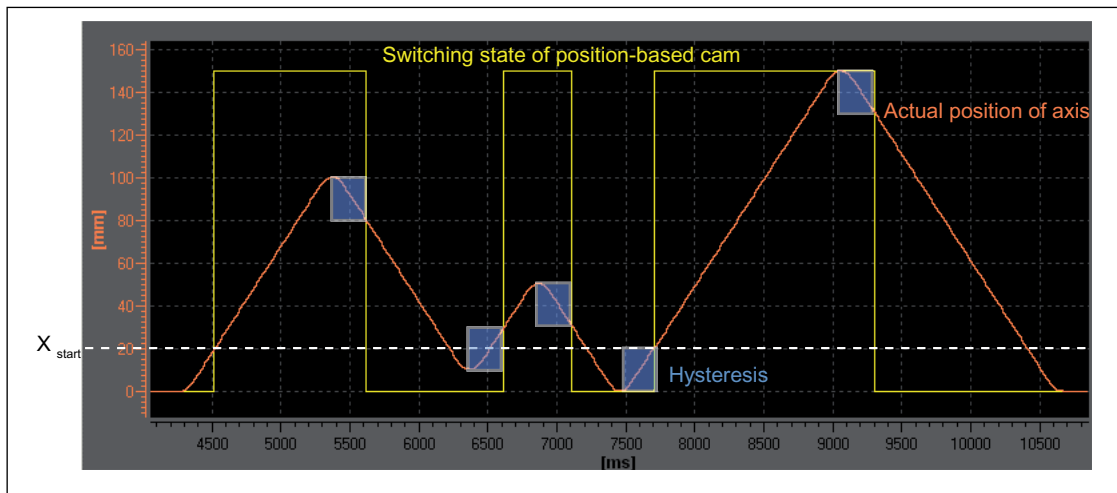 160
Switching state of position-based cam
140
Actual position of axis
120
100
80
[mm]
60
40
X start
20
Hysteresis
0
4500 5000 5500 6000 6500 7000 7500 8000 8500 9000 9500 10000 10500
[ms]